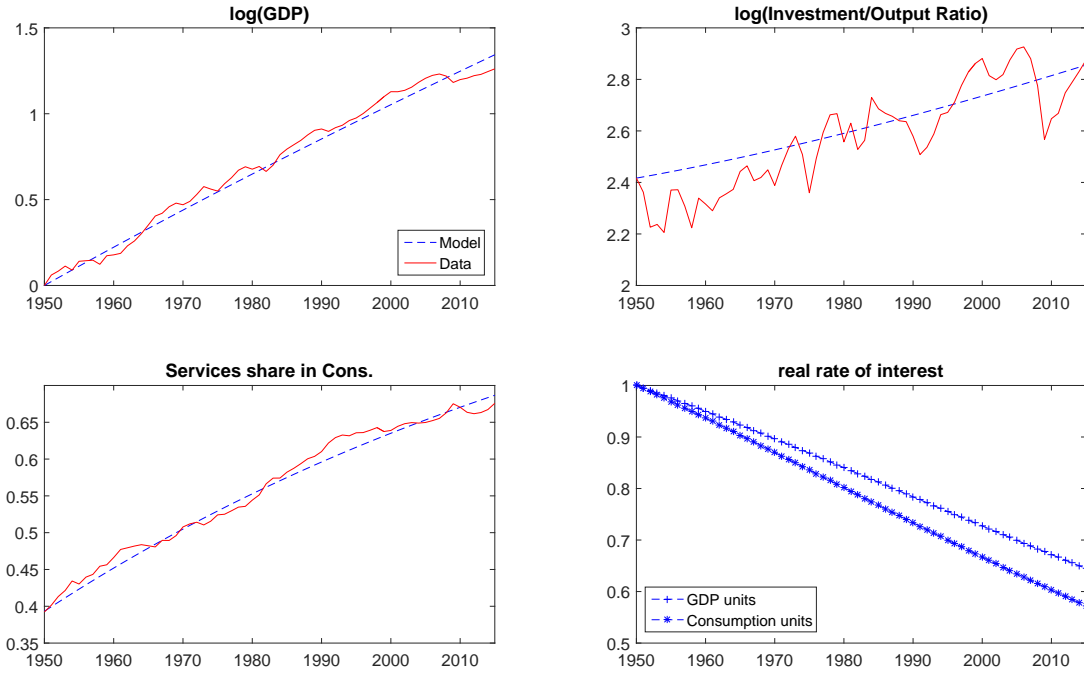 log(GDP)
1.5
1
0.5
0
1950 1960 1970 1980 1990 2000 2010
Model
Data
log(Investment/Output Ratio)
3
2.8
2.6
2.4
2.2
2
1950 1960 1970 1980 1990 2000 2010
Services share in Cons.
0.65
0.6
0.55
0.5
0.45
0.4
0.35
1950 1960 1970 1980 1990 2000 2010
real rate of interest
1
0.9
0.8
0.7
0.6
0.5
1950 1960 1970 1980 1990 2000 2010
GDP units
Consumption units